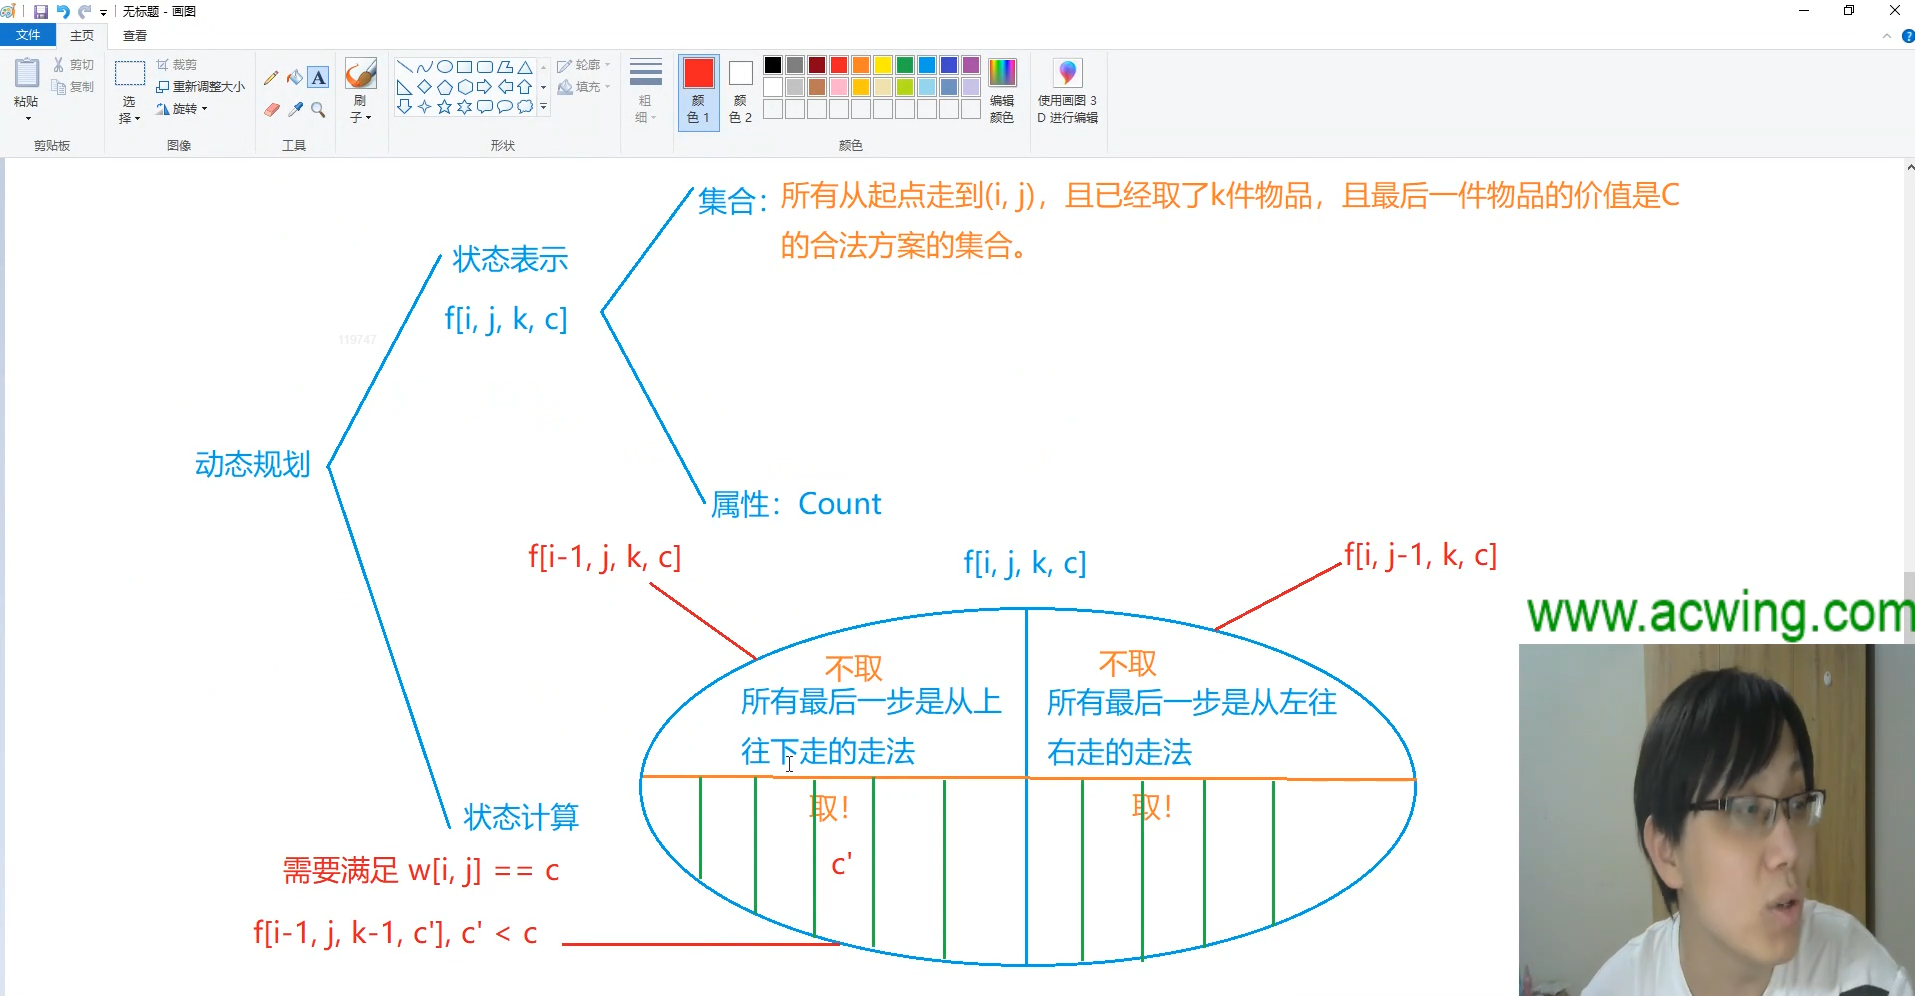 无标题 - 画图
文件 主页 查看
粘贴
剪切
复制
剪贴板
选择
裁剪
重新调整大小
旋转
图像
A
工具
刷子
轮廓
填充
形状
粗细
颜色 1
颜色 2
颜色
编辑颜色
使用画图 3D 进行编辑
集合：
所有从起点走到(i, j)，且已经取了k件物品，且最后一件物品的价值是C
的合法方案的集合。
状态表示
f[i, j, k, c]
119747
动态规划
属性：Count
f[i-1, j, k, c]
f[i, j, k, c]
f[i, j-1, k, c]
www.acwing.com
不取
不取
所有最后一步是从上
往下走的走法
所有最后一步是从左往
右走的走法
取！
取！
c'
状态计算
需要满足 w[i, j] == c
f[i-1, j, k-1, c'], c' < c